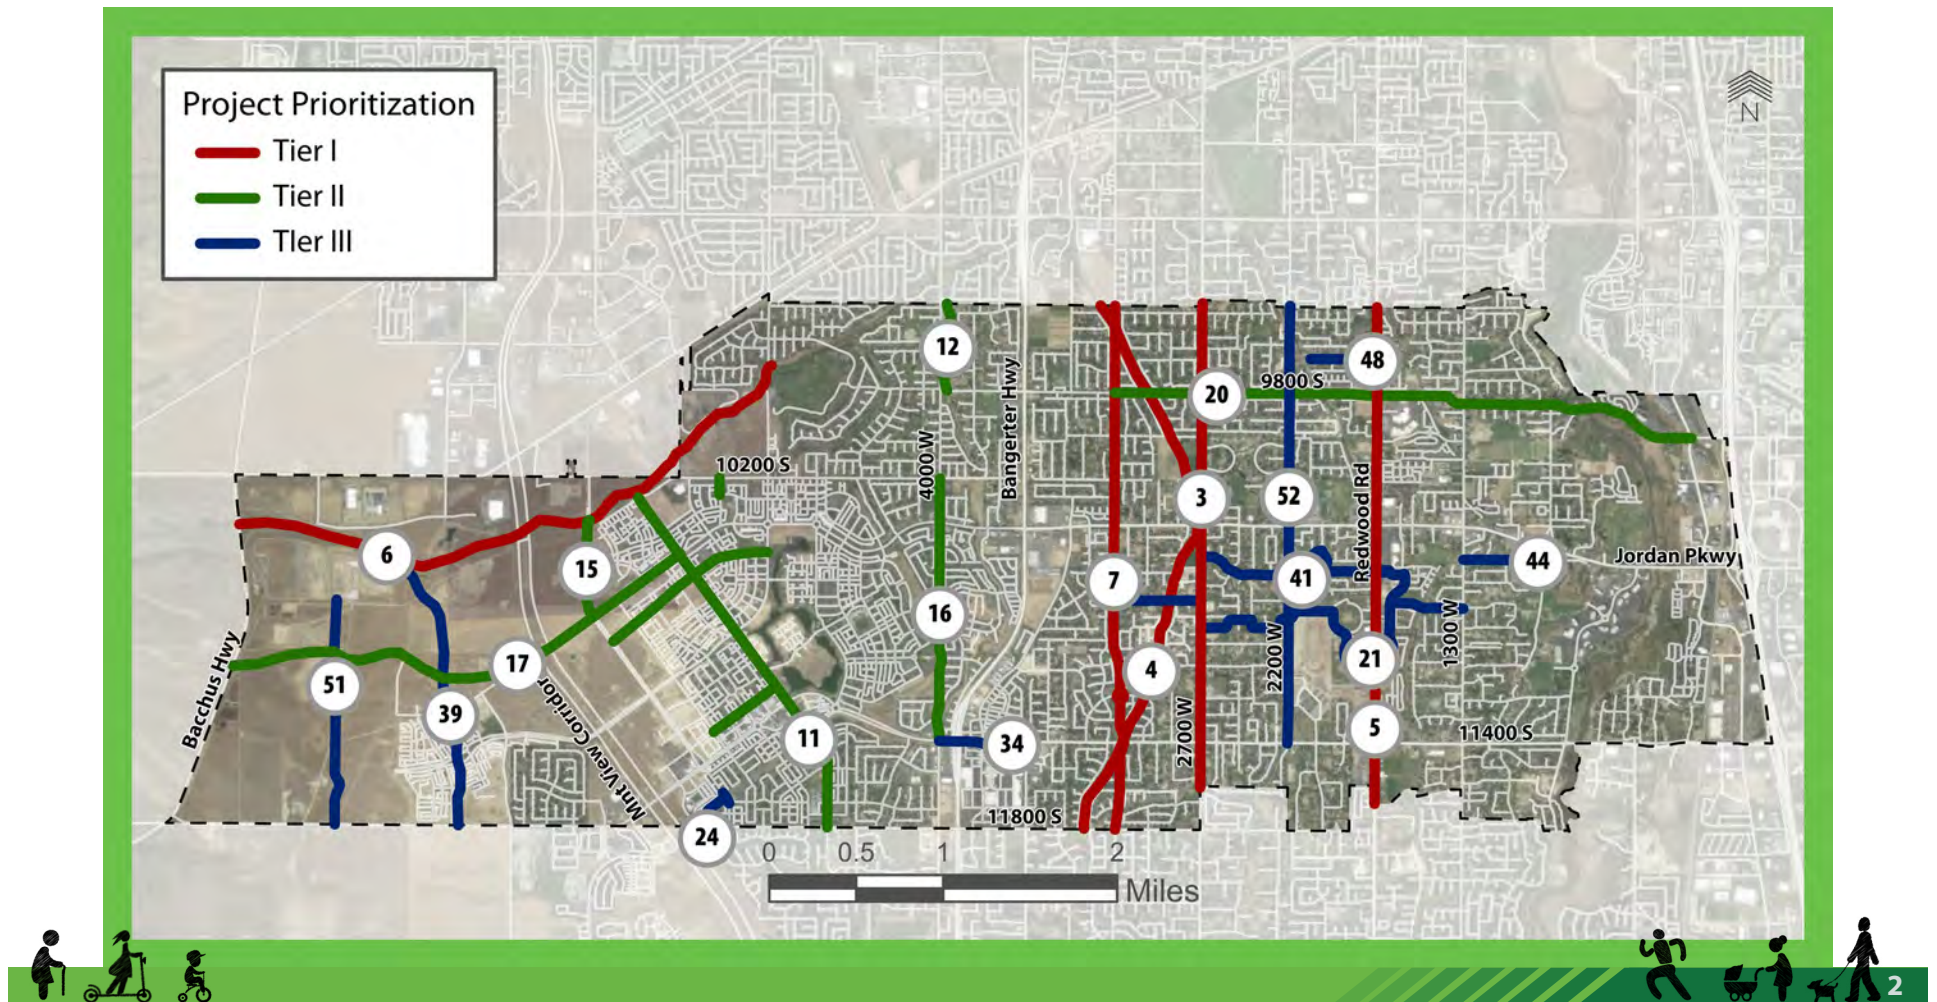 Project Prioritization
Tier I
Tier II
TIer III
N
12
48
9800 S
20
10200 S
4000 W
Bangerter Hwy
Redwood Rd
3
52
6
15
7
41
44
Jordan Pkwy
16
1300 W
Bacchus Hwy
51
17
39
Mnt View Corridor
4
2200 W
21
11
34
2700 W
5
11400 S
24
11800 S
0 0.5 1 2
Miles
2